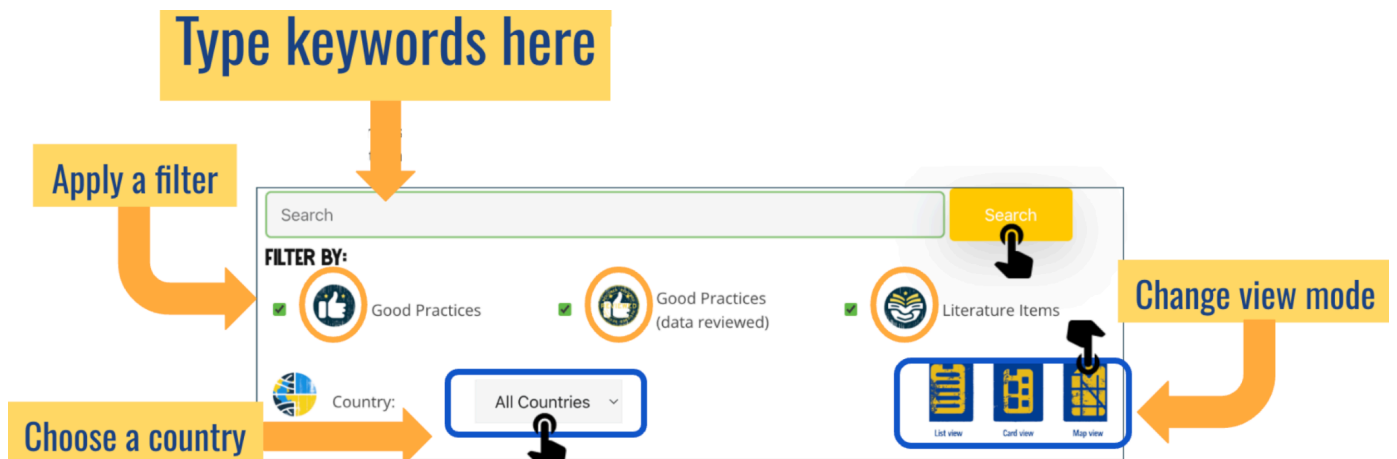 Type keywords here
Apply a filter
Search
Search
FILTER BY:
Good Practices
Good Practices
(data reviewed)
Literature Items
Change view mode
Country:
All Countries
List view
Card view
Map view
Choose a country